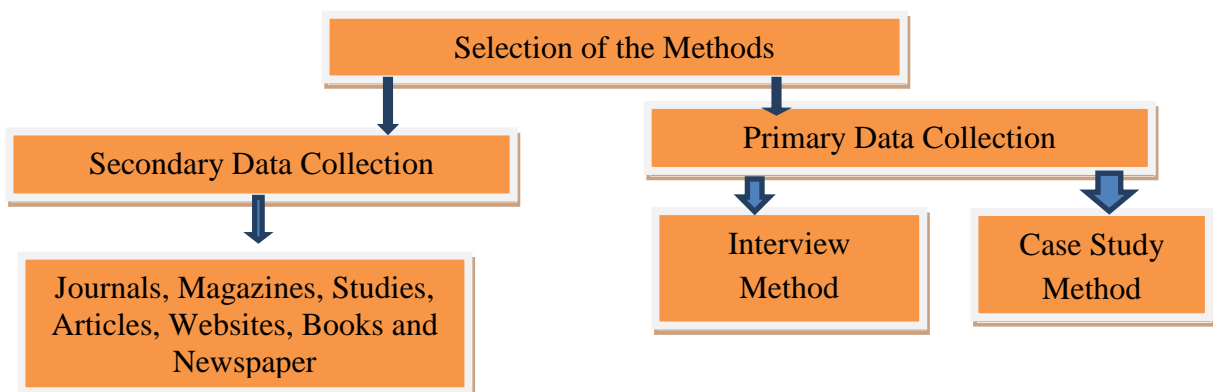 Selection of the Methods
Secondary Data Collection
Primary Data Collection
Journals, Magazines, Studies,
Articles, Websites, Books and
Newspaper
Interview
Method
Case Study
Method